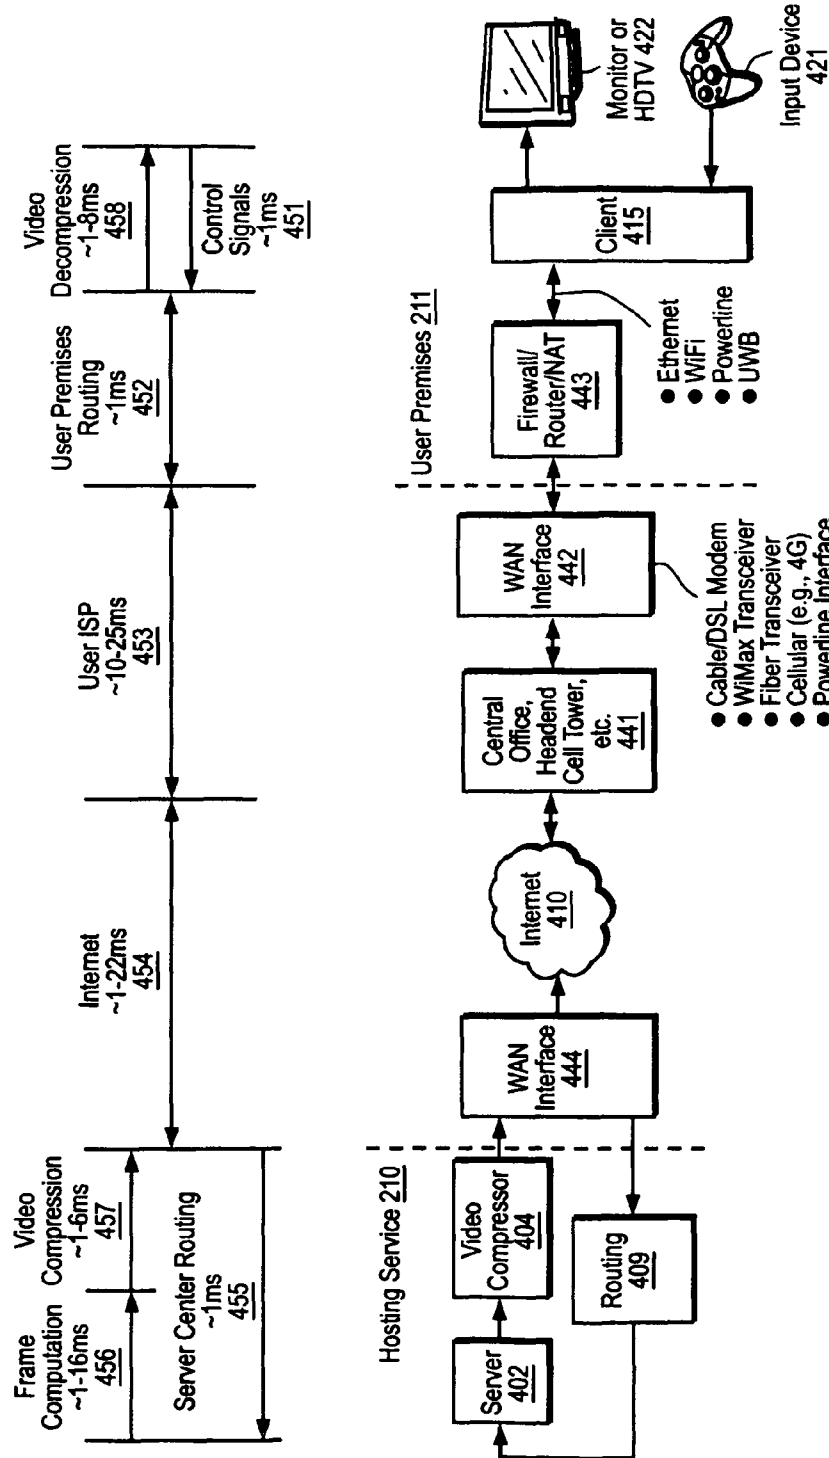 Frame
Computation
~1-16ms
456
Video
Compression
~1-6ms
457
Server Center Routing
~1ms
455
Internet
~1-22ms
454
User ISP
~10-25ms
453
User Premises
Routing
~1ms
452
Video
Decompression
~1-8ms
458
Control
Signals
~1ms
451
Hosting Service 210
Server
402
Video
Compressor
404
Routing
409
WAN
Interface
444
Internet
410
Central
Office,
Headend
Cell Tower,
etc.
441
WAN
Interface
442
● Cable/DSL Modem
● WiMax Transceiver
● Fiber Transceiver
● Cellular (e.g., 4G)
● Powerline Interface
User Premises 211
Firewall/
Router/NAT
443
● Ethernet
● WiFi
● Powerline
● UWB
Client
415
Monitor or
HDTV 422
Input Device
421